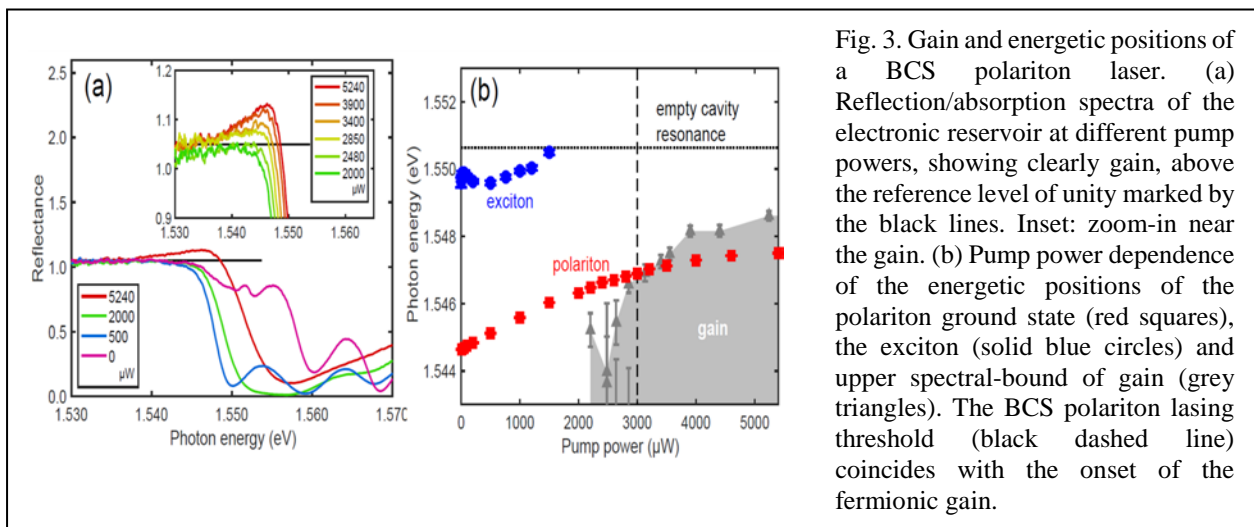 (a)
Reflectance
2.5
2.0
1.5
1.0
0.5
0.0
1.2
1.1
1.0
0.9
1.530 1.540 1.550 1.560
5240
3900
3400
2850
2480
2000
µW
5240
2000
500
0
µW
1.530 1.540 1.550 1.560 1.570
Photon energy (eV)
(b)
Photon energy (eV)
1.552
1.550
1.548
1.546
1.544
empty cavity
resonance
exciton
polariton
gain
0 1000 2000 3000 4000 5000
Pump power (µW)
Fig. 3. Gain and energetic positions of
a BCS polariton laser. (a)
Reflection/absorption spectra of the
electronic reservoir at different pump
powers, showing clearly gain, above
the reference level of unity marked by
the black lines. Inset: zoom-in near
the gain. (b) Pump power dependence
of the energetic positions of the
polariton ground state (red squares),
the exciton (solid blue circles) and
upper spectral-bound of gain (grey
triangles). The BCS polariton lasing
threshold (black dashed line)
coincides with the onset of the
fermionic gain.